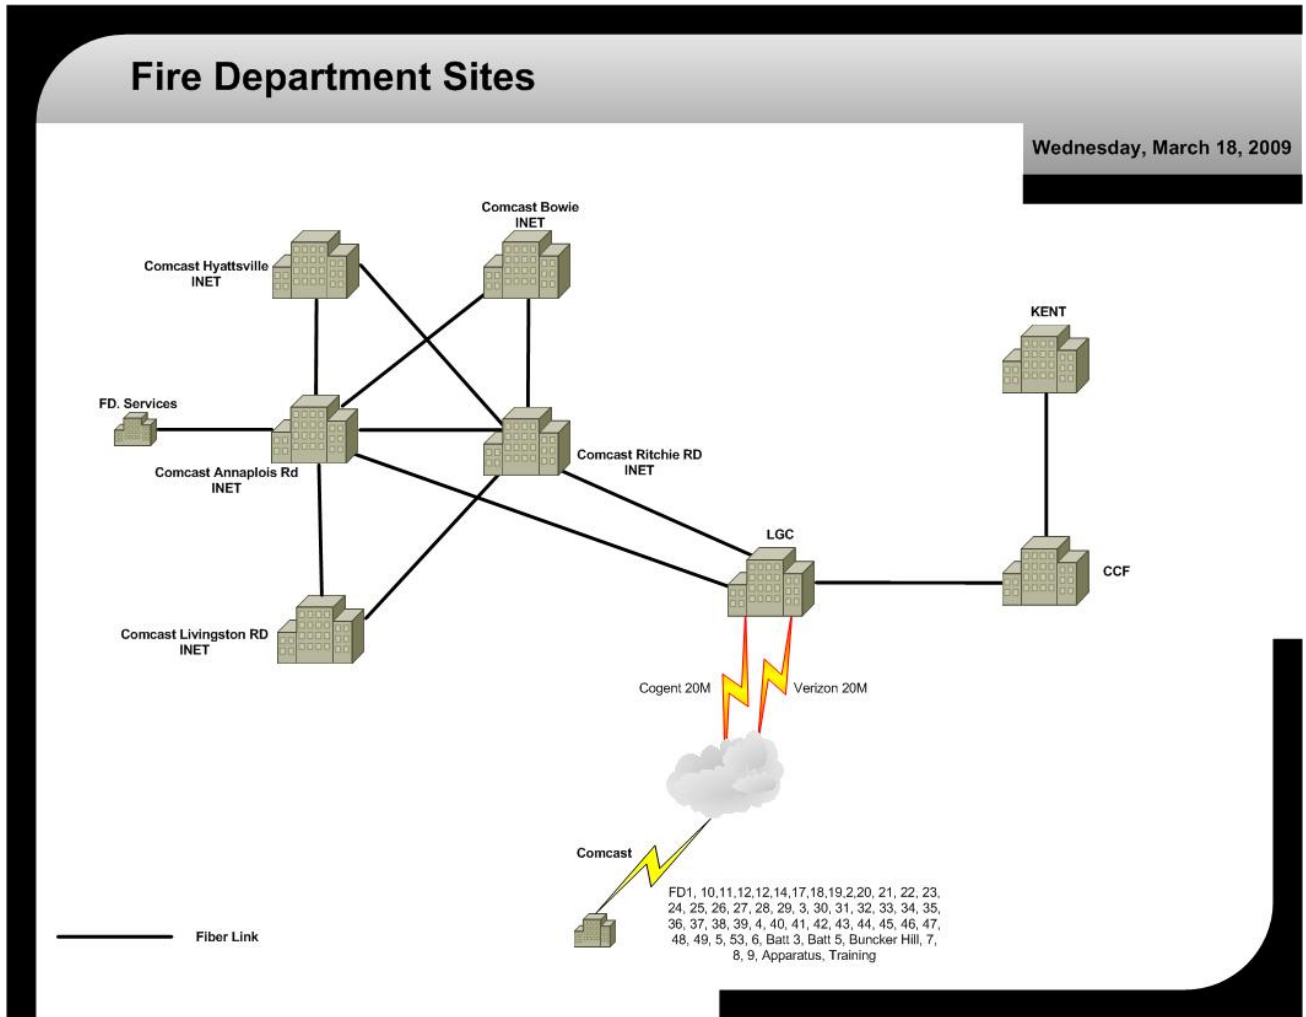 Fire Department Sites
Wednesday, March 18, 2009
Comcast Bowie
INET
Comcast Hyattsville
INET
KENT
FD. Services
Comcast Ritchie RD
INET
Comcast Annaplois Rd
INET
LGC
CCF
Comcast Livingston RD
INET
Cogent 20M
Verizon 20M
Comcast
FD1, 10,11,12,12,14,17,18,19,2,20, 21, 22, 23,
24, 25, 26, 27, 28, 29, 3, 30, 31, 32, 33, 34, 35,
36, 37, 38, 39, 4, 40, 41, 42, 43, 44, 45, 46, 47,
48, 49, 5, 53, 6, Batt 3, Batt 5, Buncker Hill, 7,
8, 9, Apparatus, Training
Fiber Link